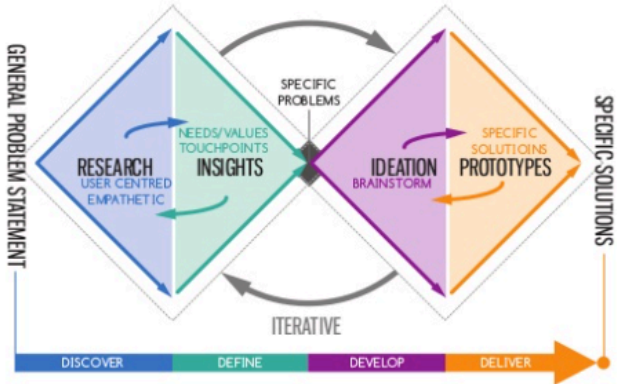 GENERAL PROBLEM STATEMENT
RESEARCH
USER CENTRED
EMPATHETIC
NEEDS/VALUES
TOUCHPOINTS
INSIGHTS
SPECIFIC
PROBLEMS
IDEATION
BRAINSTORM
SPECIFIC
SOLUTIOINS
PROTOTYPES
SPECIFIC SOLUTIONS
ITERATIVE
DISCOVER
DEFINE
DEVELOP
DELIVER